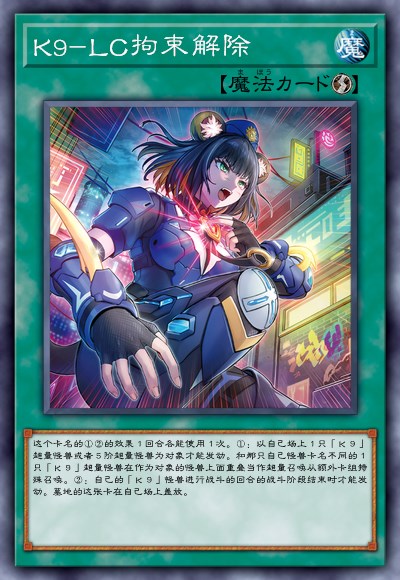 K9-LC拘束解除
魔
【魔法カード】
まほう
这个卡名的①②的效果1回合各能使用1次。①:以自己场上1只「K9」
超量怪兽或者5阶超量怪兽为对象才能发动。和那只自己怪兽卡名不同的1
只「K9」超量怪兽在作为对象的怪兽上面重叠当作超量召唤从额外卡组特
殊召唤。②:自己的「K9」怪兽进行战斗的回合的战斗阶段结束时才能发
动。墓地的这张卡在自己场上盖放。